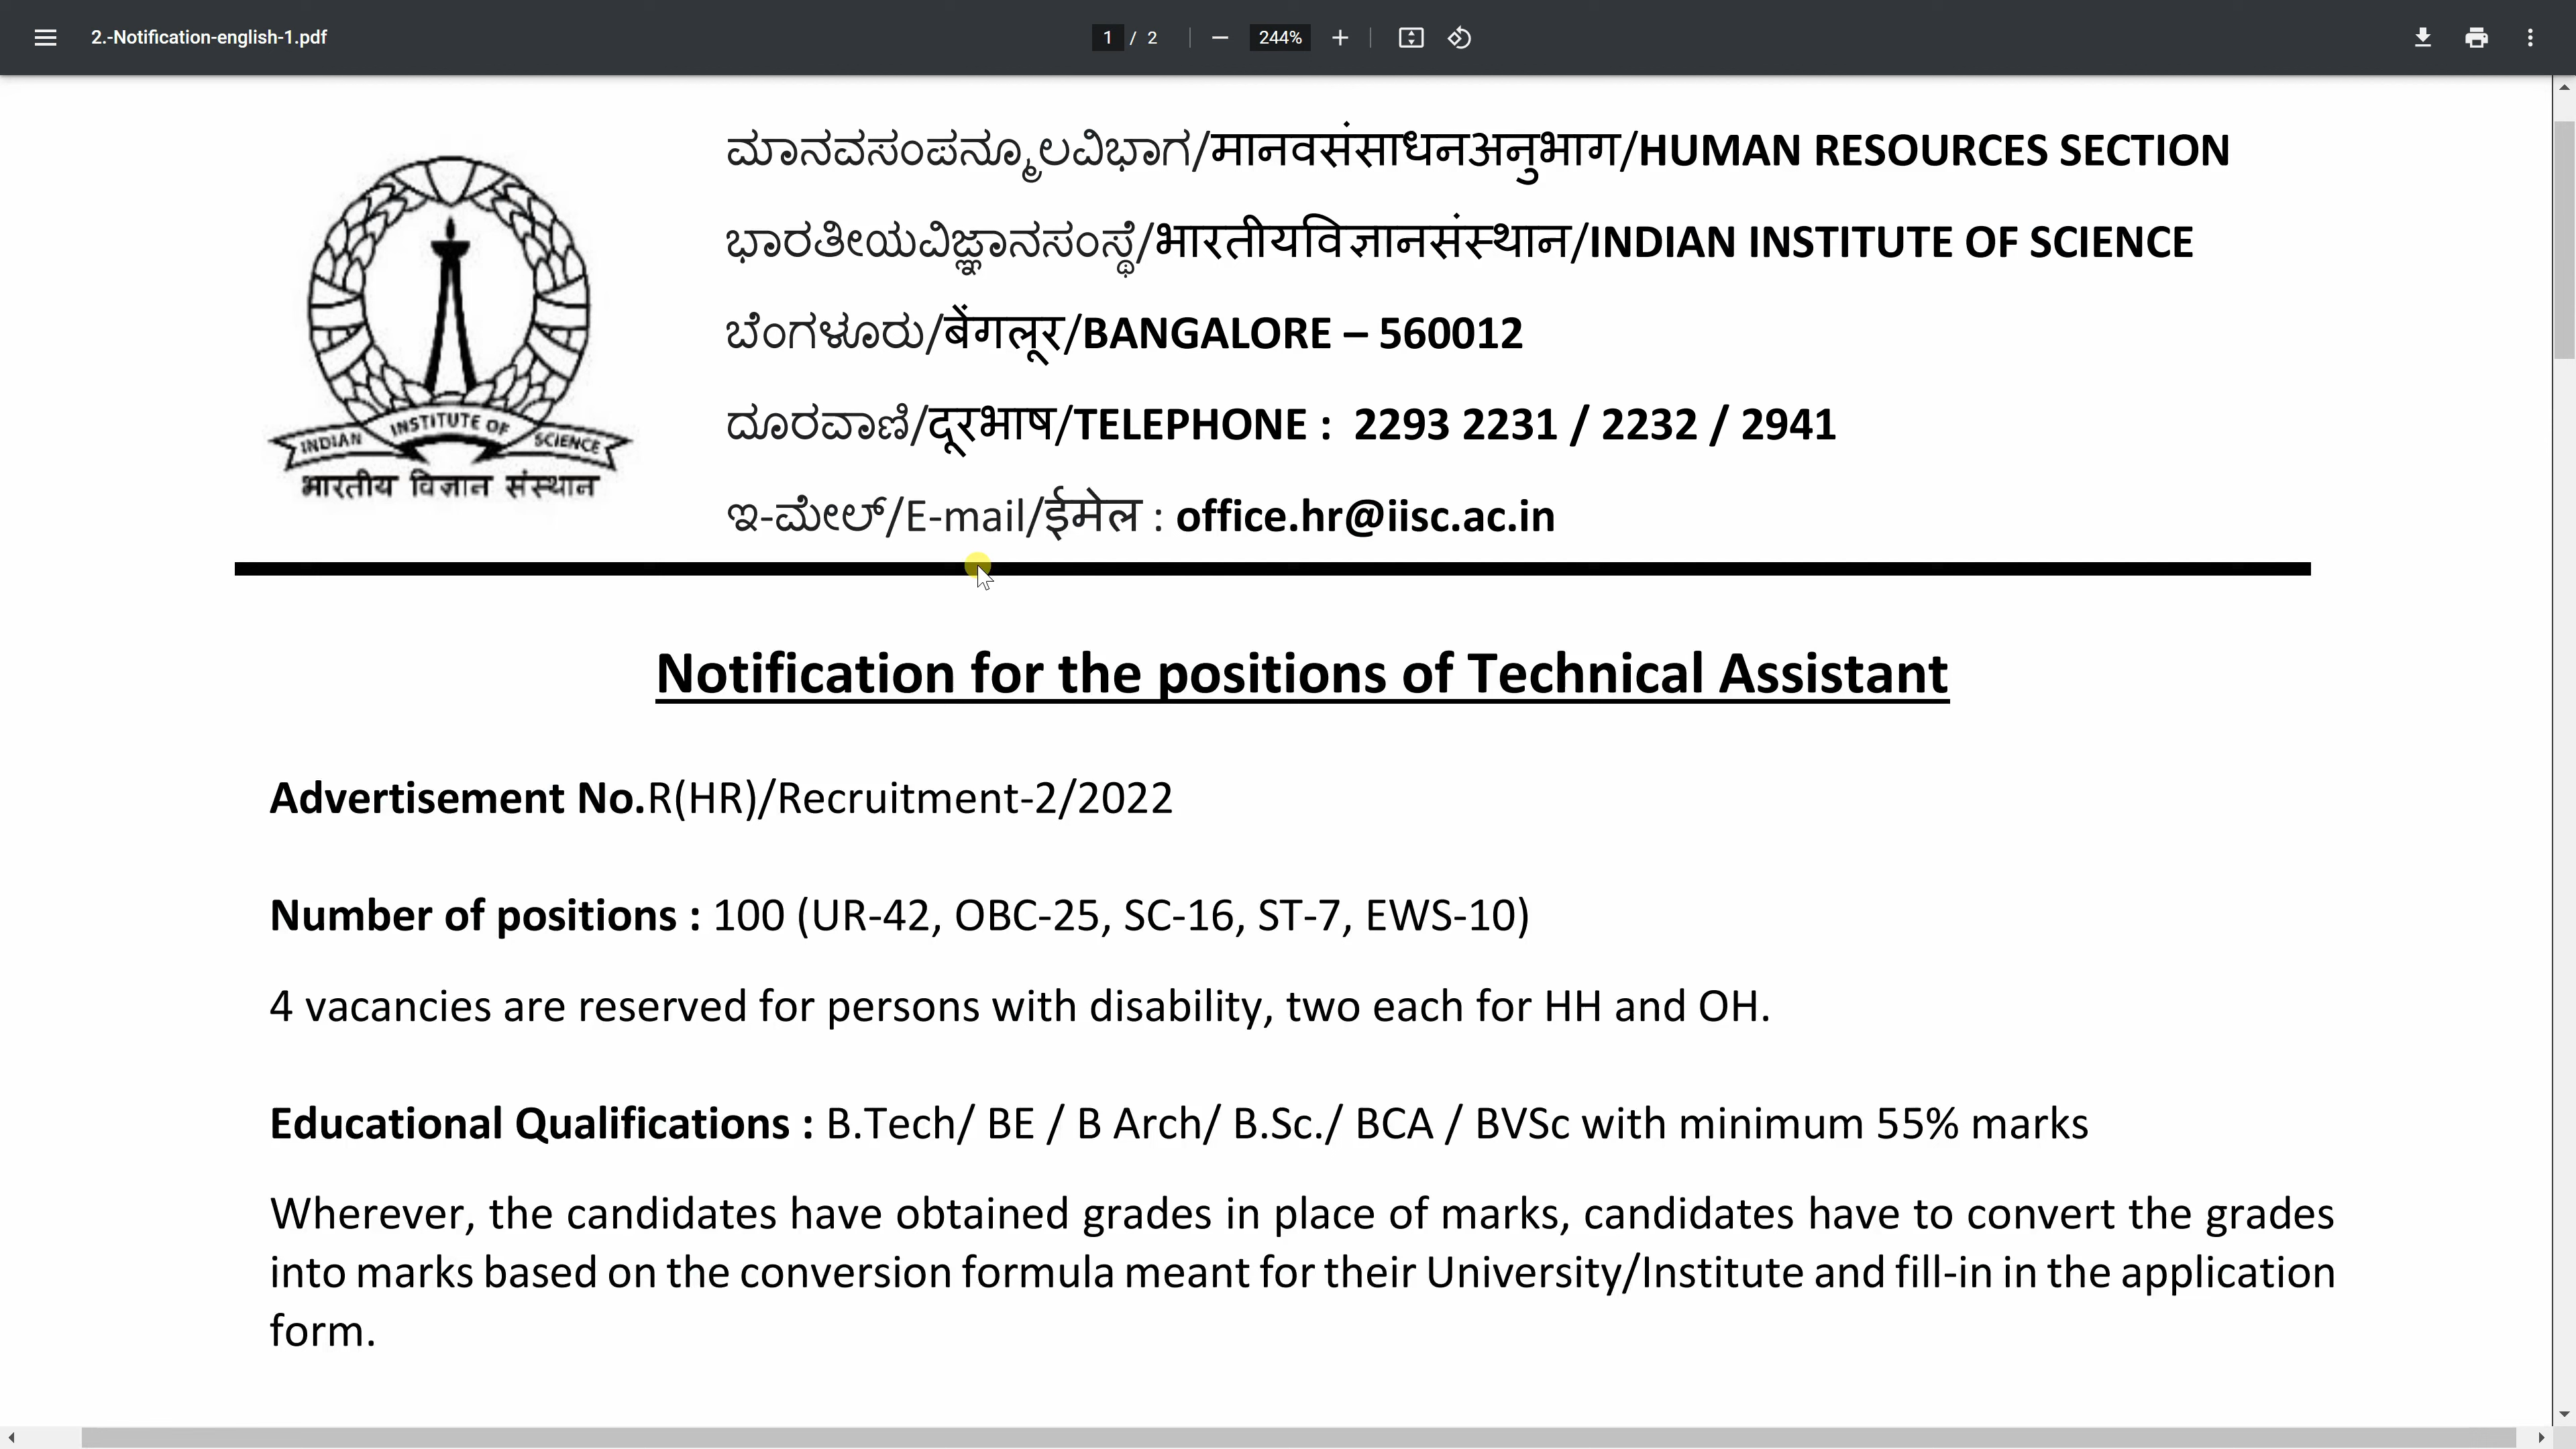 2.-Notification-english-1.pdf
1 / 2
244%
ಮಾನವಸಂಪನ್ಮೂಲವಿಭಾಗ/मानवसंसाधनअनुभाग/HUMAN RESOURCES SECTION
ಭಾರತೀಯವಿಜ್ಞಾನಸಂಸ್ಥೆ/भारतीयविज्ञानसंस्थान/INDIAN INSTITUTE OF SCIENCE
ಬೆಂಗಳೂರು/बेंगलूर/BANGALORE – 560012
ದೂರವಾಣಿ/दूरभाष/TELEPHONE : 2293 2231 / 2232 / 2941
ಇ-ಮೇಲ್/E-mail/ईमेल : office.hr@iisc.ac.in
INDIAN INSTITUTE OF SCIENCE
भारतीय विज्ञान संस्थान
Notification for the positions of Technical Assistant
Advertisement No.R(HR)/Recruitment-2/2022
Number of positions : 100 (UR-42, OBC-25, SC-16, ST-7, EWS-10)
4 vacancies are reserved for persons with disability, two each for HH and OH.
Educational Qualifications : B.Tech/ BE / B Arch/ B.Sc./ BCA / BVSc with minimum 55% marks
Wherever, the candidates have obtained grades in place of marks, candidates have to convert the grades
into marks based on the conversion formula meant for their University/Institute and fill-in in the application
form.